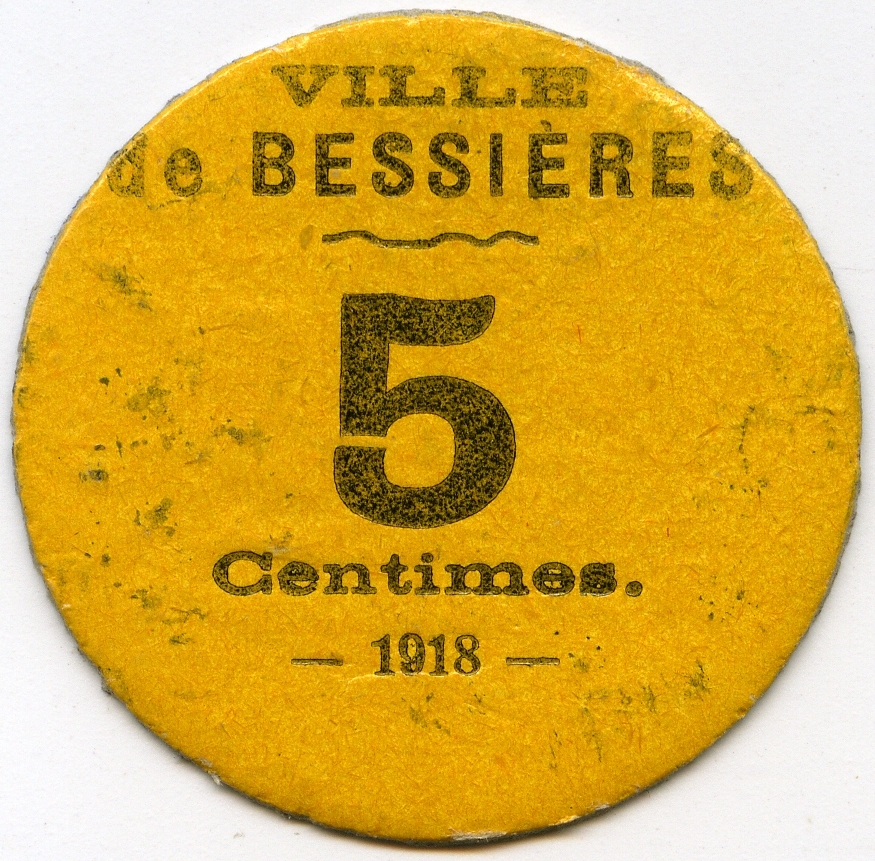 VILLE
de BESSIÈRES
5
Centimes.
— 1918 —